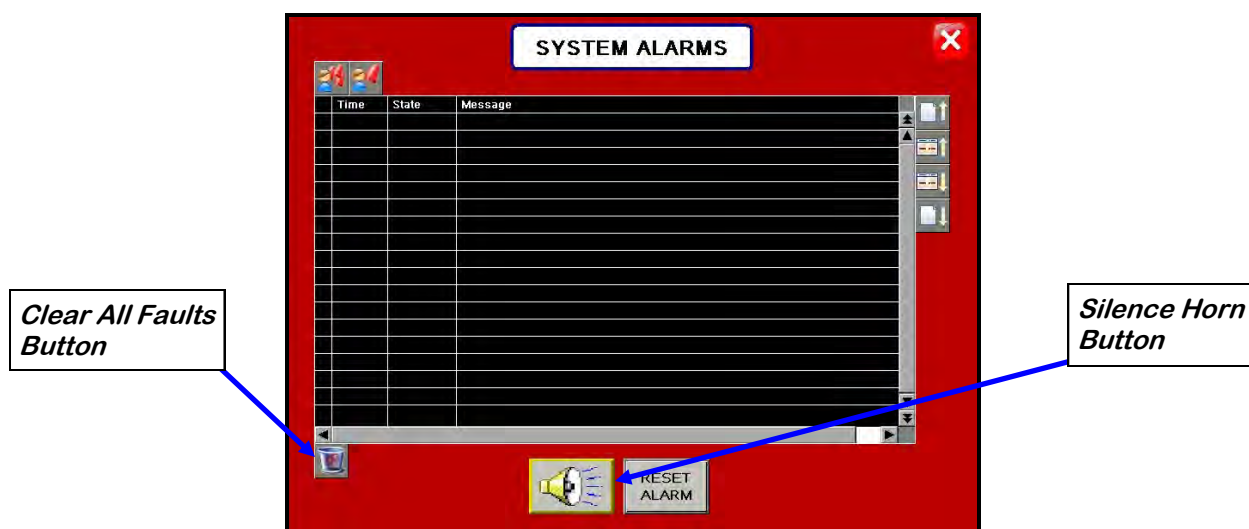 SYSTEM ALARMS
Time State Message
Clear All Faults
Button
Silence Horn
Button
RESET
ALARM